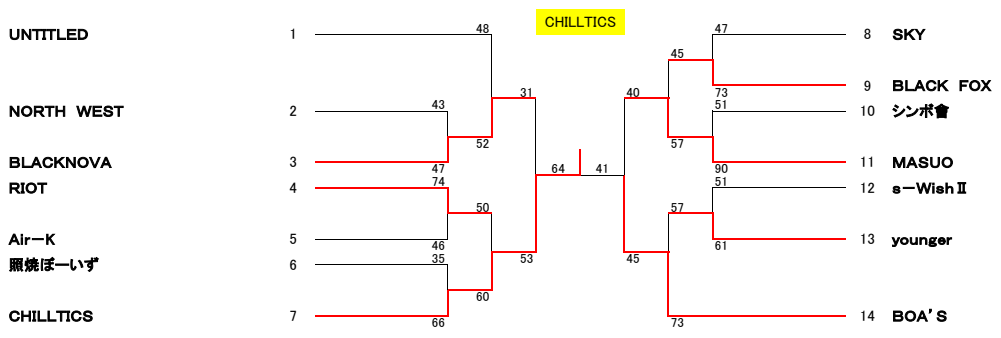 CHILLTICS
UNTITLED 1 48 47 8 SKY
45
31 40 73 9 BLACK FOX
NORTH WEST 2 43 51 10 シンボ會
52 57
BLACKNOVA 3 47 64 41 90 11 MASUO
RIOT 4 74 51 12 s－WishⅡ
50 57
Air－K 5 46 61 13 younger
照焼ぼーいず 6 35 53 45
60
CHILLTICS 7 66 73 14 BOA'S